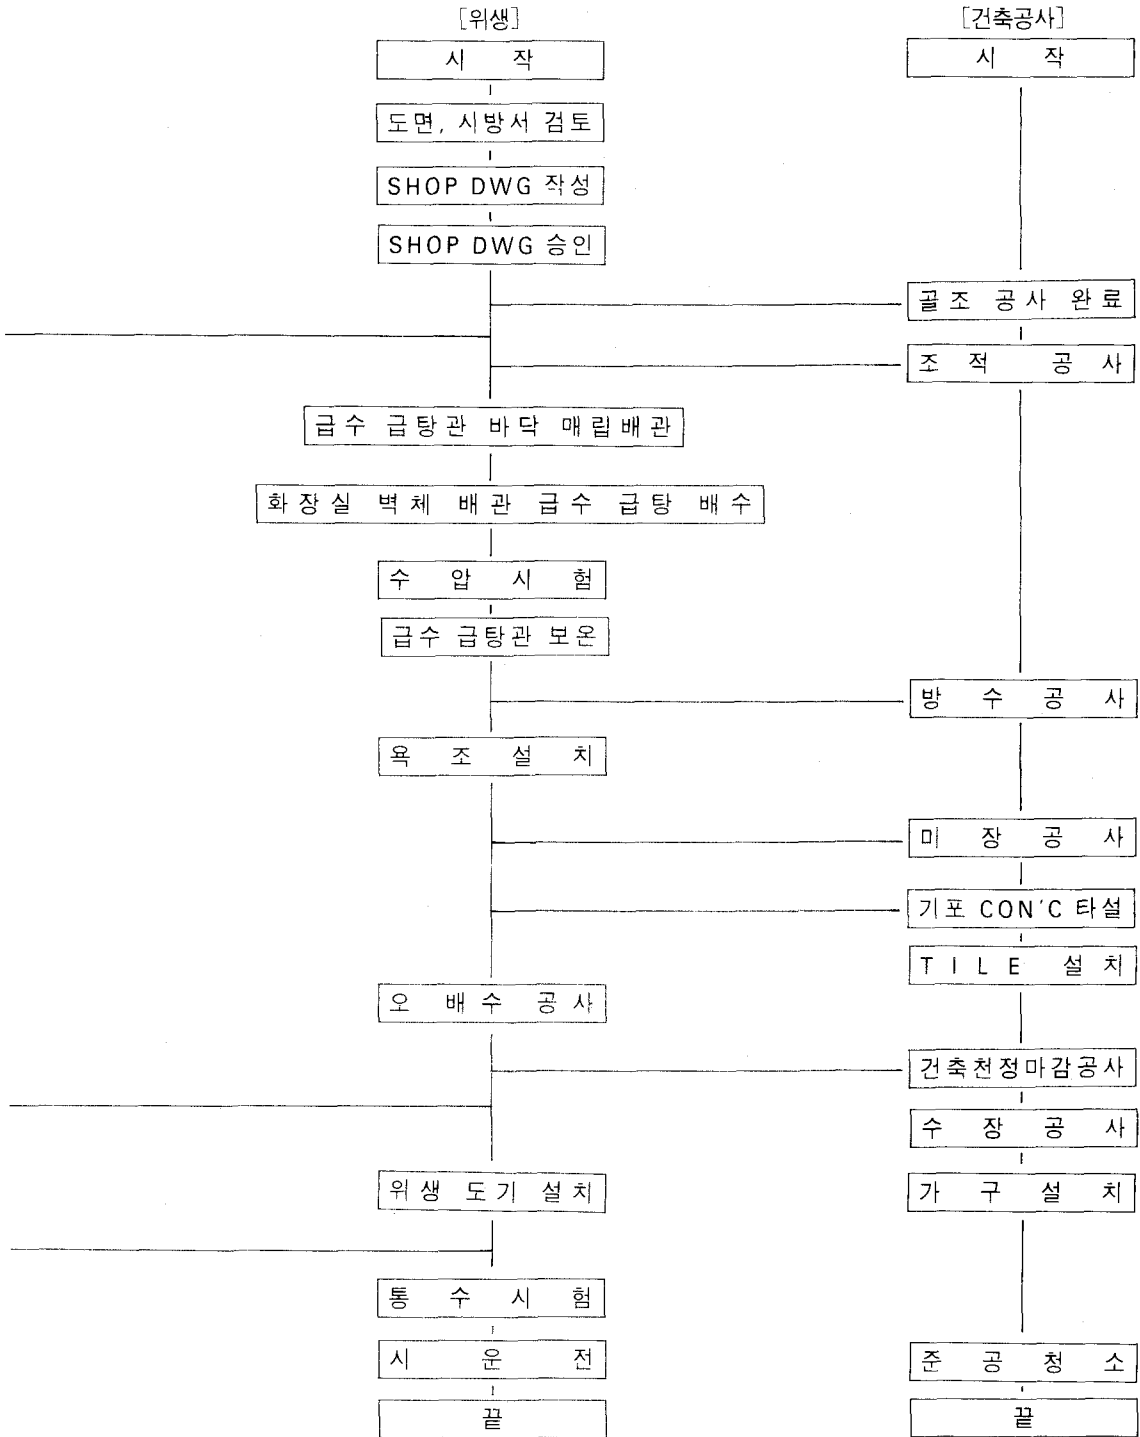 [위생]
시 작
도면, 시방서 검토
SHOP DWG 작성
SHOP DWG 승인
급수 급탕관 바닥 매립배관
화장실 벽체 배관 급수 급탕 배수
수 압 시 험
급수 급탕관 보온
욕 조 설 치
오 배수 공사
위생 도기 설치
통 수 시 험
시 운 전
끝
[건축공사]
시 작
골조 공사 완료
조 적 공 사
방 수 공 사
미 장 공 사
기포 CON'C 타설
TILE 설치
건축천정마감공사
수 장 공 사
가 구 설 치
준 공 청 소
끝